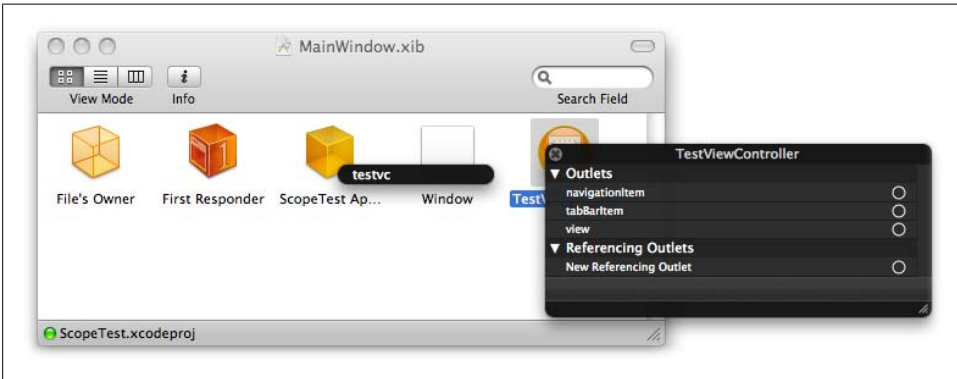 MainWindow.xib
View Mode
Info
Search Field
File's Owner
First Responder
ScopeTest Ap...
testvc
Window
Test
TestViewController
Outlets
navigationItem
tabBarItem
view
Referencing Outlets
New Referencing Outlet
ScopeTest.xcodeproj